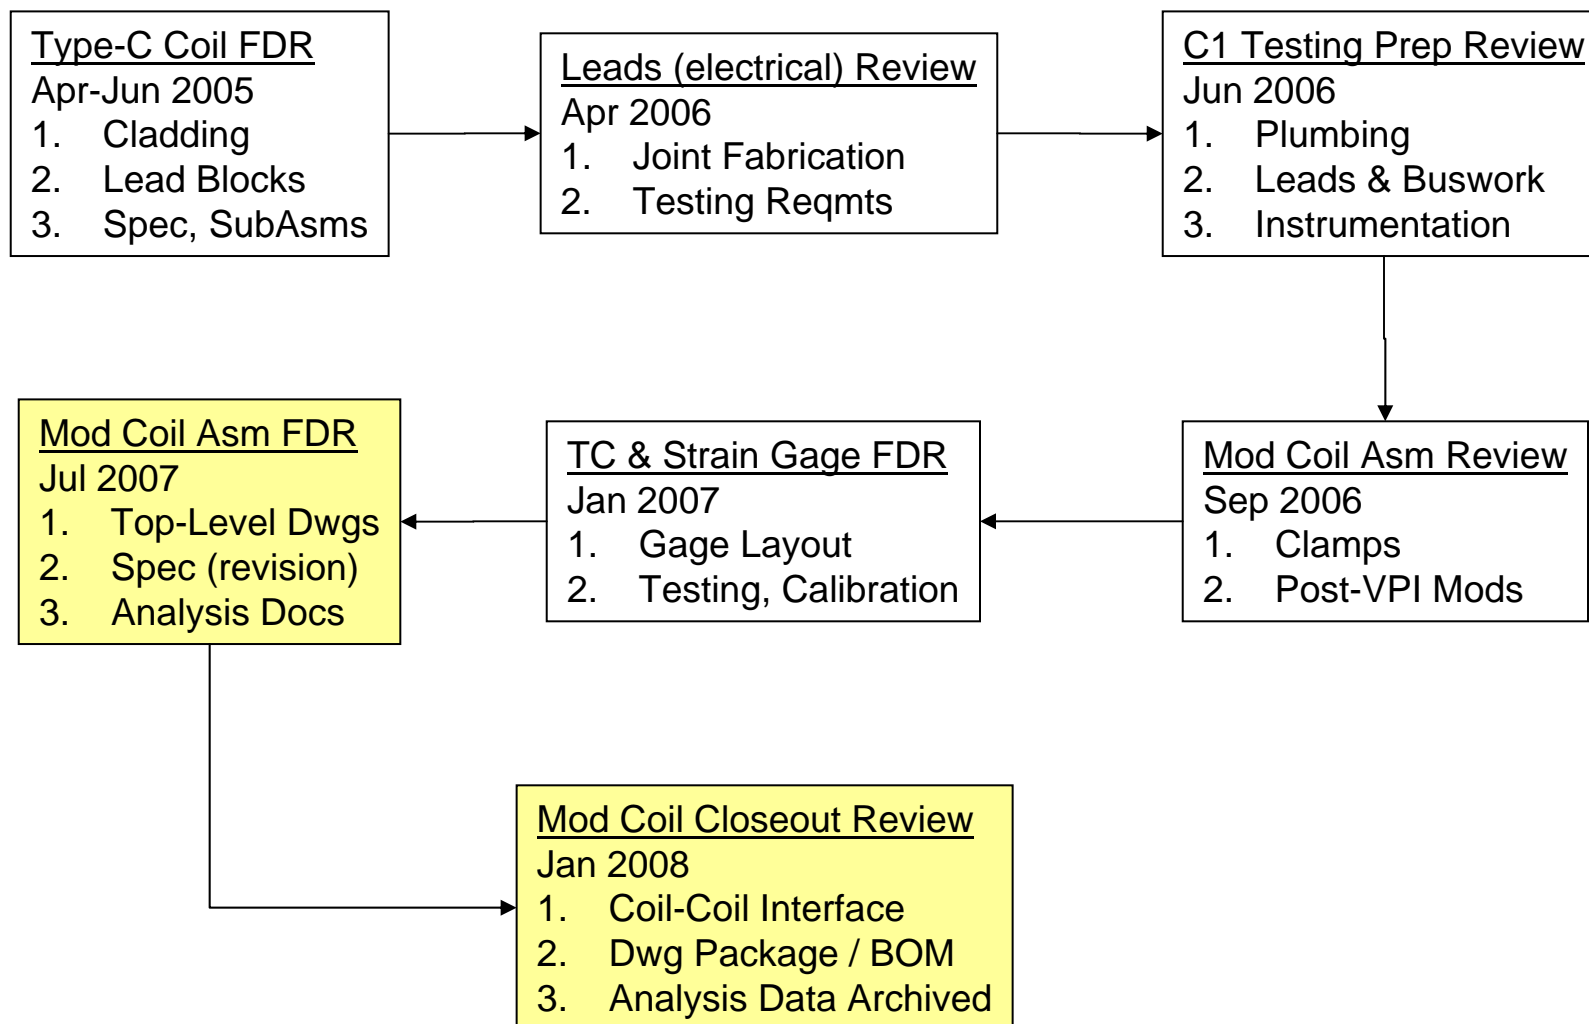 Type-C Coil FDR
Apr-Jun 2005
1. Cladding
2. Lead Blocks
3. Spec, SubAsms
Leads (electrical) Review
Apr 2006
1. Joint Fabrication
2. Testing Reqmts
C1 Testing Prep Review
Jun 2006
1. Plumbing
2. Leads & Buswork
3. Instrumentation
Mod Coil Asm Review
Sep 2006
1. Clamps
2. Post-VPI Mods
TC & Strain Gage FDR
Jan 2007
1. Gage Layout
2. Testing, Calibration
Mod Coil Asm FDR
Jul 2007
1. Top-Level Dwgs
2. Spec (revision)
3. Analysis Docs
Mod Coil Closeout Review
Jan 2008
1. Coil-Coil Interface
2. Dwg Package / BOM
3. Analysis Data Archived